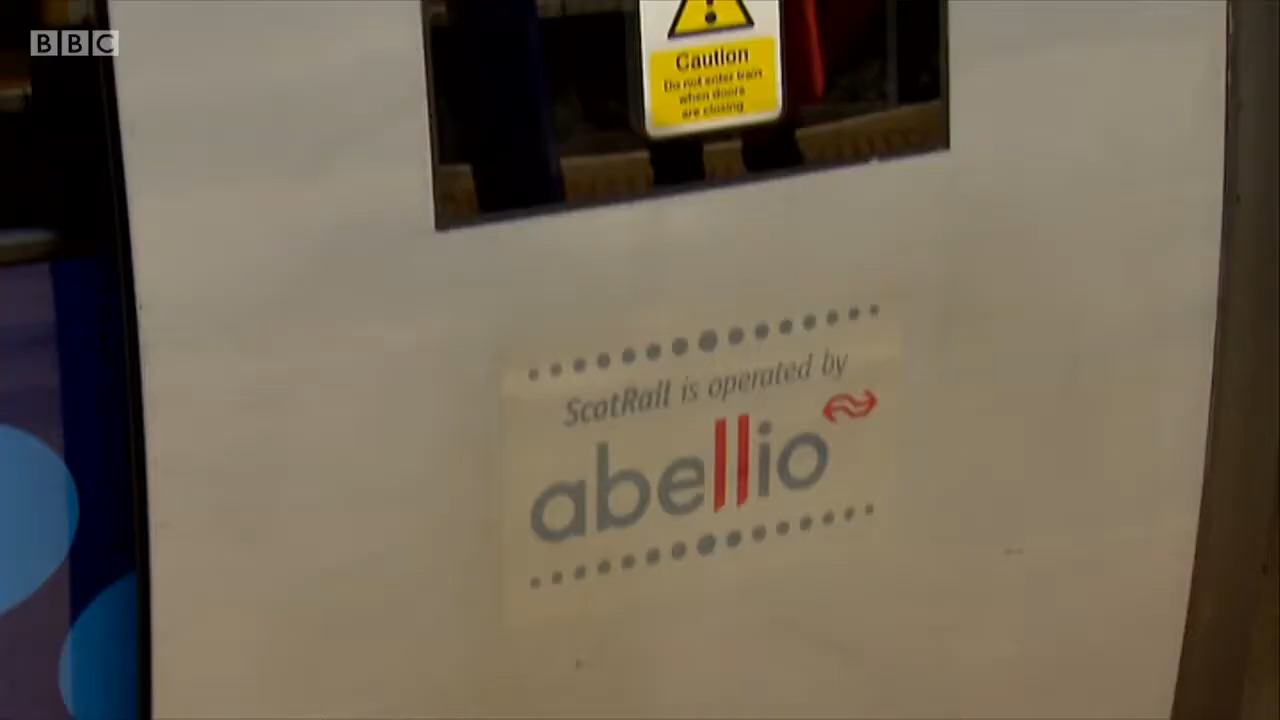 BBC
Caution
Do not enter train
when doors
are closing
ScotRail is operated by
abellio